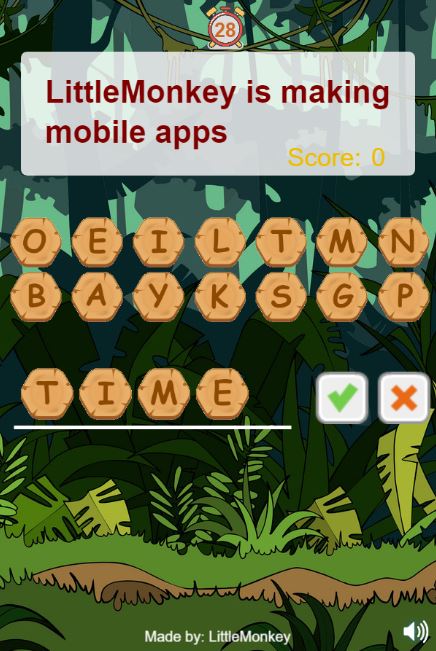 28
LittleMonkey is making
mobile apps
Score: 0
O E I L T M N
B A Y K S G P
T I M E
Made by: LittleMonkey